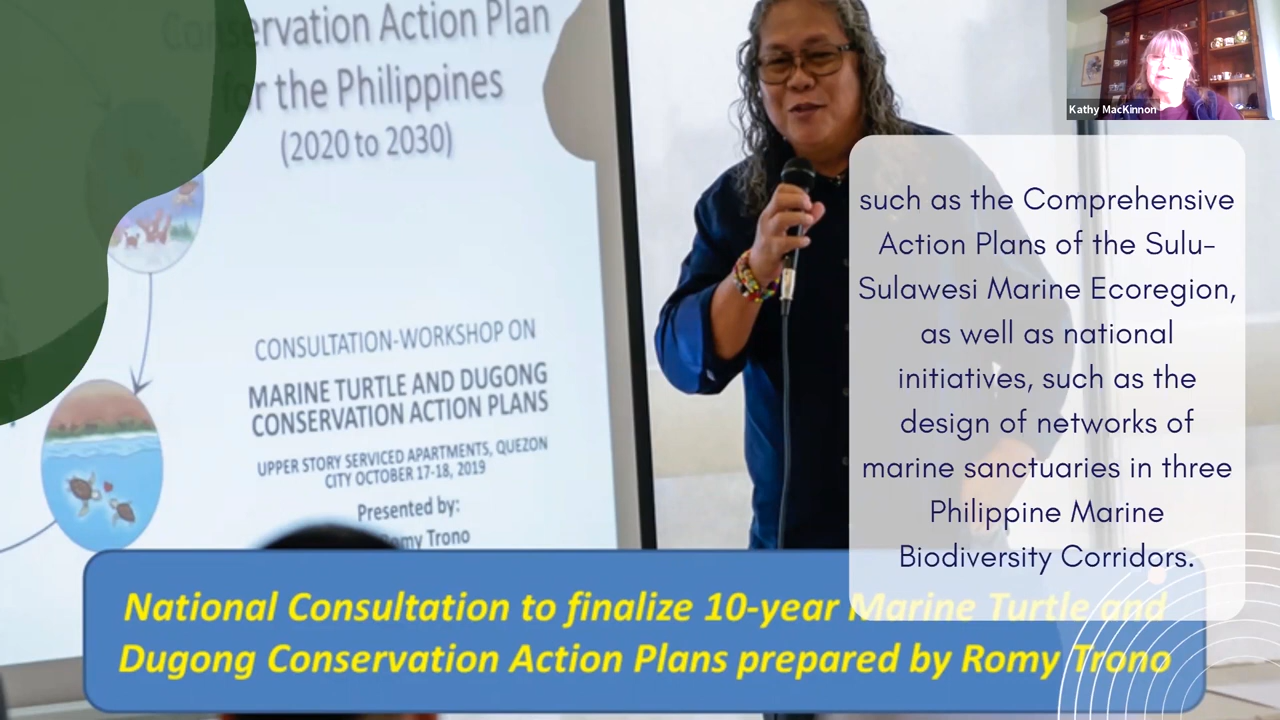 Conservation Action Plan
for the Philippines
(2020 to 2030)
CONSULTATION-WORKSHOP ON
MARINE TURTLE AND DUGONG
CONSERVATION ACTION PLANS
UPPER STORY SERVICED APARTMENTS, QUEZON
CITY OCTOBER 17-18, 2019
Presented by:
Romy Trono
Kathy MacKinnon
such as the Comprehensive
Action Plans of the Sulu-
Sulawesi Marine Ecoregion,
as well as national
initiatives, such as the
design of networks of
marine sanctuaries in three
Philippine Marine
Biodiversity Corridors.
National Consultation to finalize 10-year Marine Turtle and
Dugong Conservation Action Plans prepared by Romy Trono